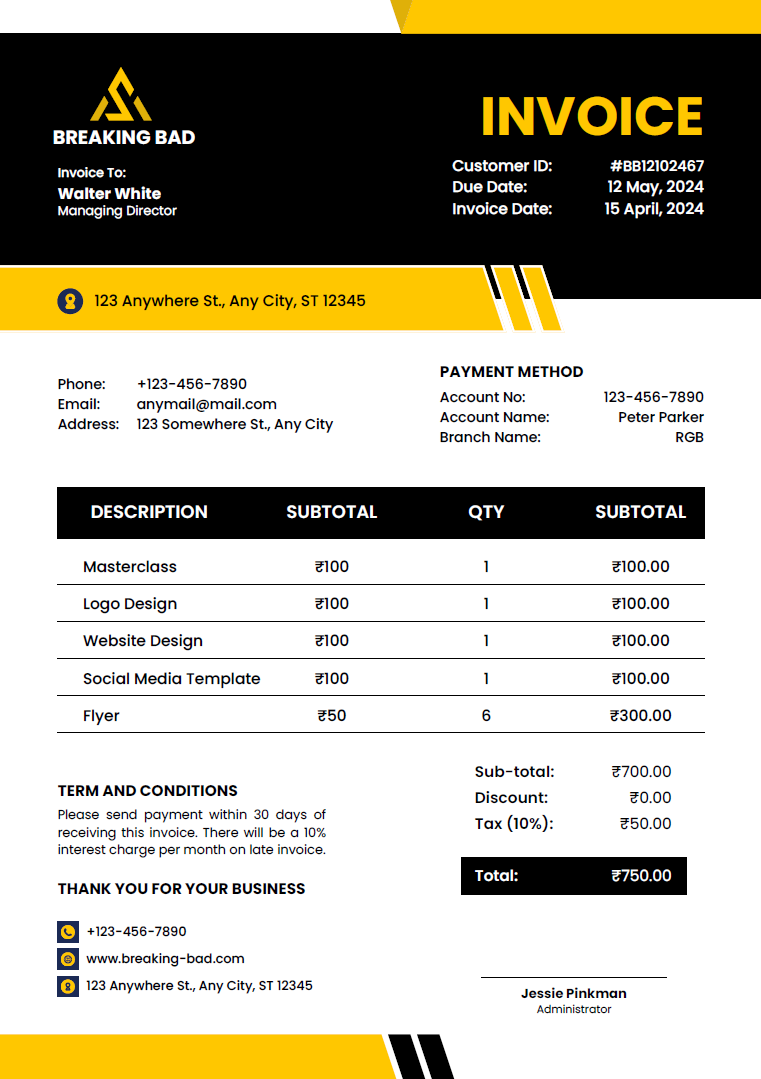 BREAKING BAD
INVOICE
Invoice To:
Walter White
Managing Director
Customer ID: #BB12102467
Due Date: 12 May, 2024
Invoice Date: 15 April, 2024
123 Anywhere St., Any City, ST 12345
Phone: +123-456-7890
Email: anymail@mail.com
Address: 123 Somewhere St., Any City
PAYMENT METHOD
Account No: 123-456-7890
Account Name: Peter Parker
Branch Name: RGB
DESCRIPTION SUBTOTAL QTY SUBTOTAL
Masterclass ₹100 1 ₹100.00
Logo Design ₹100 1 ₹100.00
Website Design ₹100 1 ₹100.00
Social Media Template ₹100 1 ₹100.00
Flyer ₹50 6 ₹300.00
Sub-total: ₹700.00
Discount: ₹0.00
Tax (10%): ₹50.00
Total: ₹750.00
TERM AND CONDITIONS
Please send payment within 30 days of
receiving this invoice. There will be a 10%
interest charge per month on late invoice.
THANK YOU FOR YOUR BUSINESS
+123-456-7890
www.breaking-bad.com
123 Anywhere St., Any City, ST 12345
Jessie Pinkman
Administrator